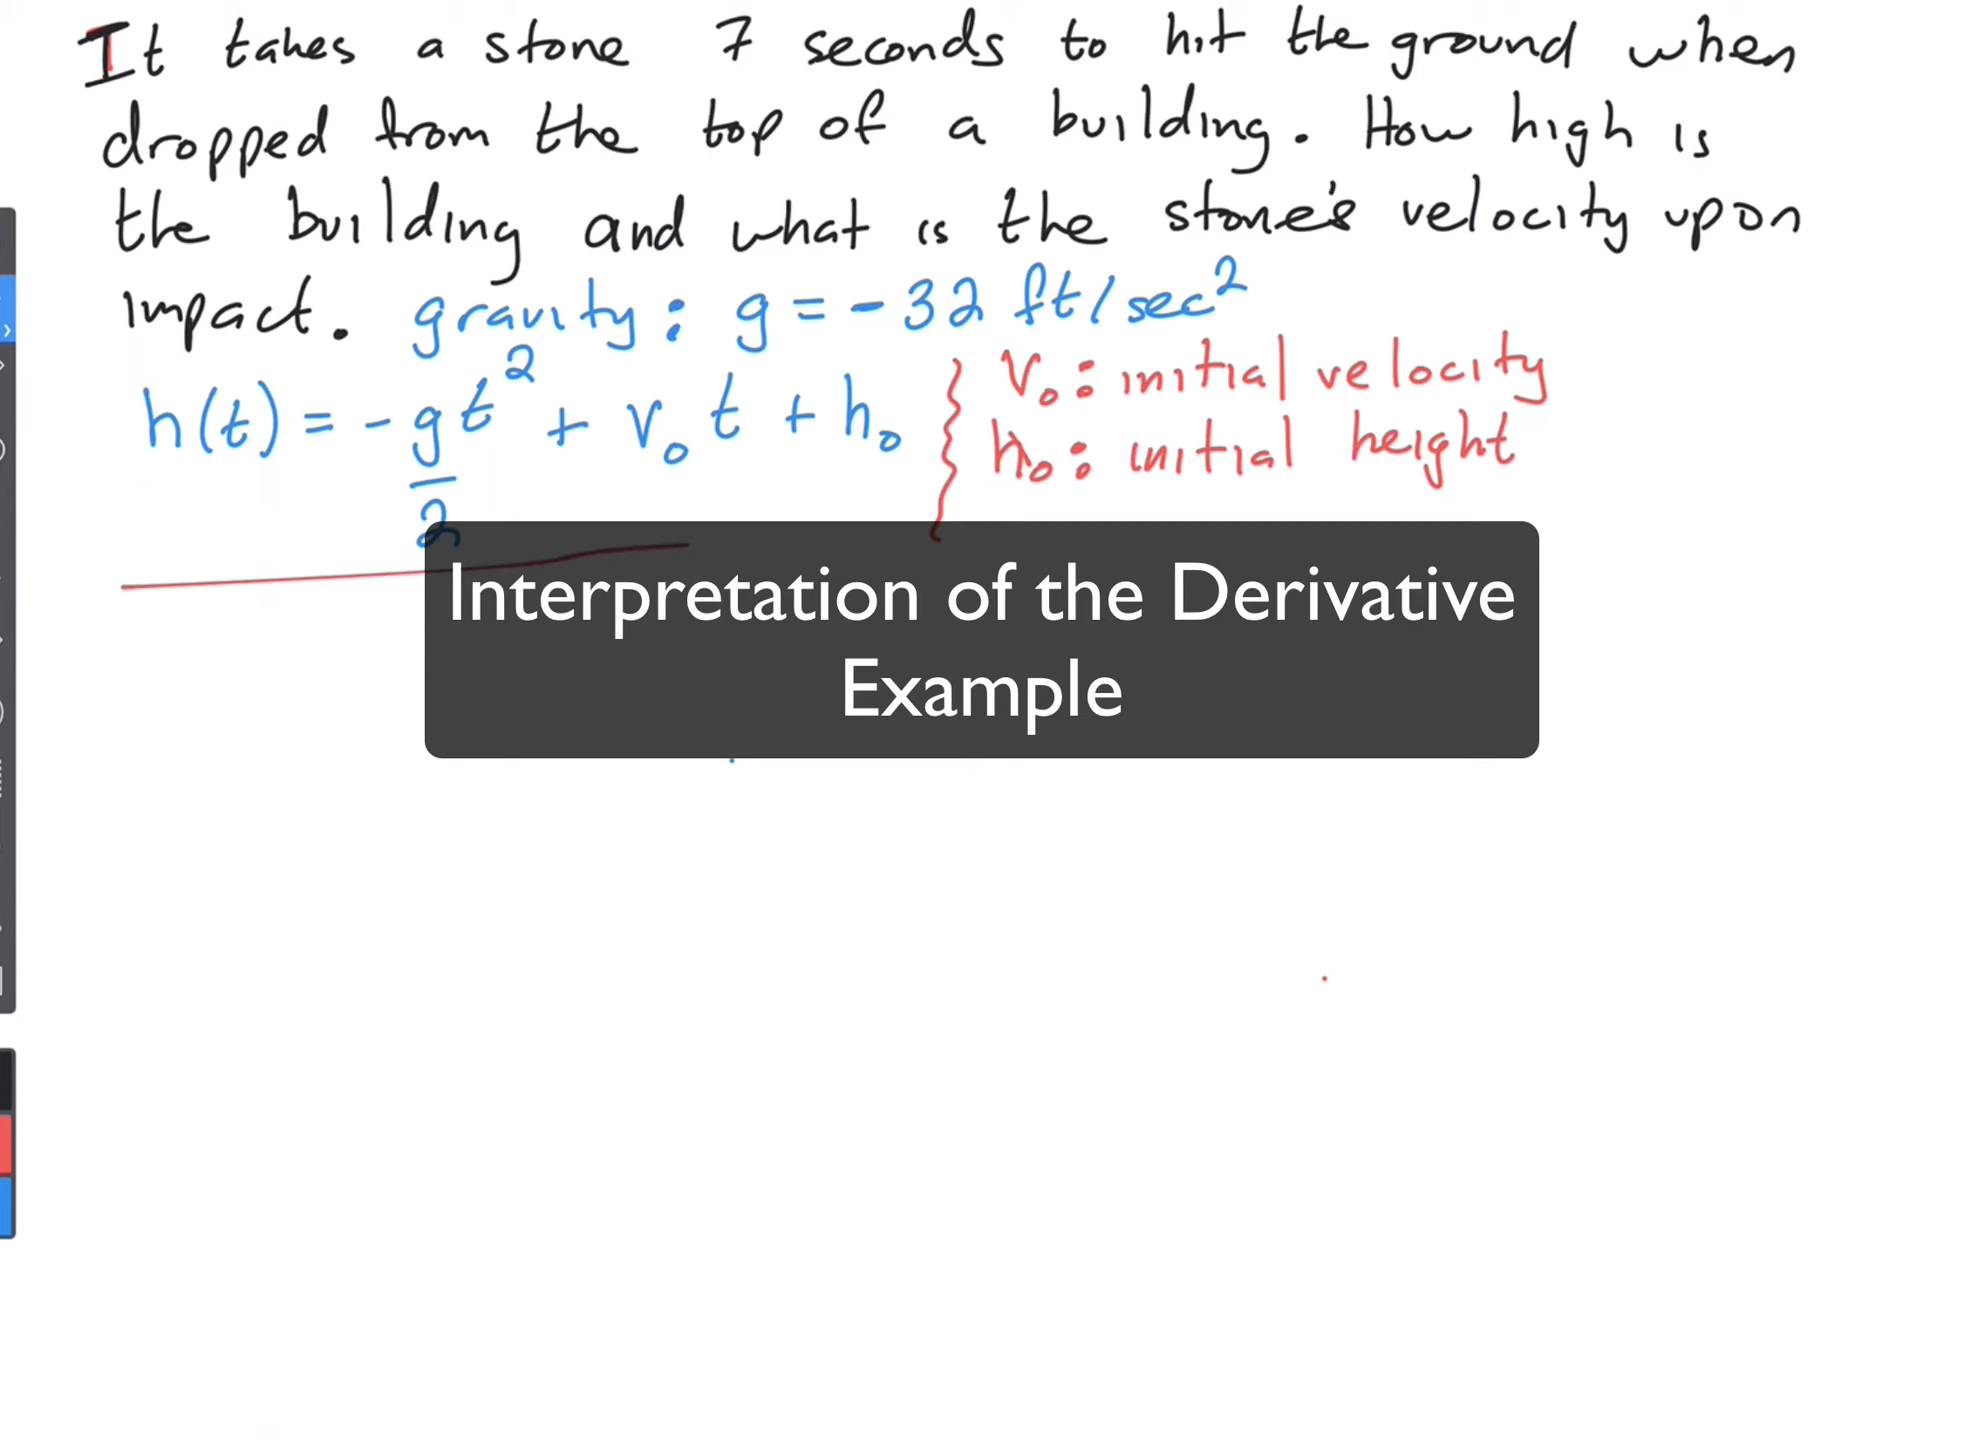 It takes a stone 7 seconds to hit the ground when
dropped from the top of a building. How high is
the building and what is the stone's velocity upon
impact. gravity: g = -32 ft/sec²
h(t) = -g/2 t² + v₀ t + h₀
v₀: initial velocity
h₀: initial height
Interpretation of the Derivative
Example